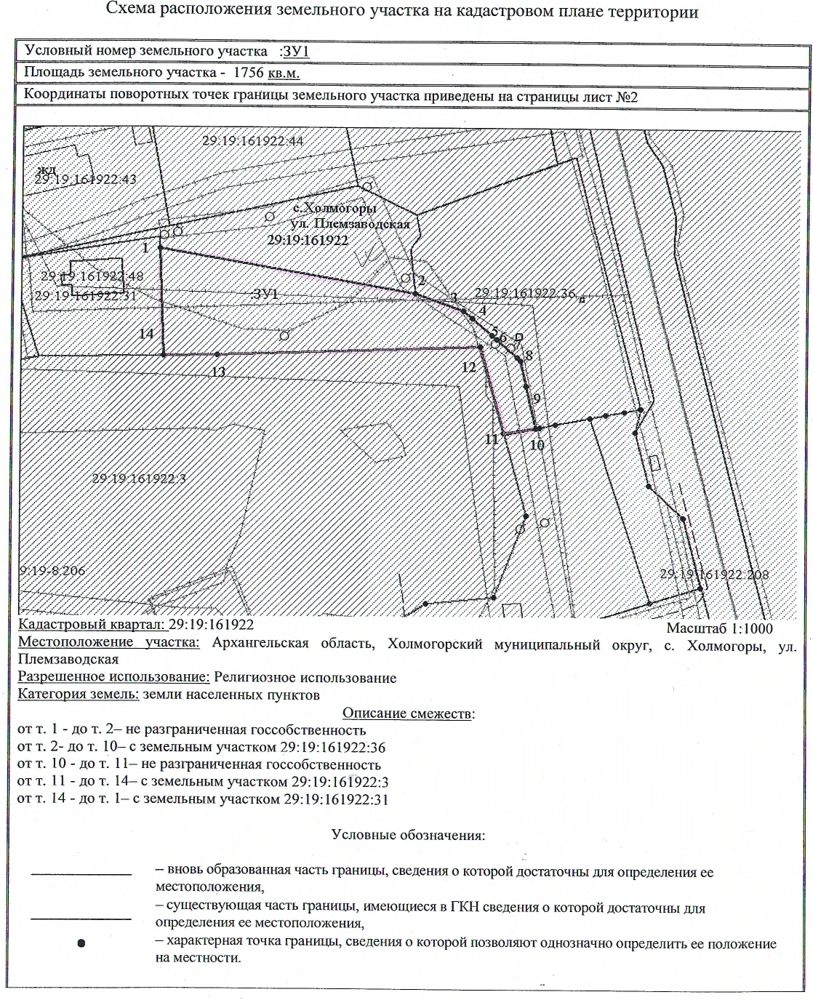 Схема расположения земельного участка на кадастровом плане территории
Условный номер земельного участка :ЗУ1
Площадь земельного участка - 1756 кв.м.
Координаты поворотных точек границы земельного участка приведены на страницы лист №2
29:19:161922:44
жд
29:19:161922:43
с.Холмогоры
ул. Племзаводская
29:19:161922
1
2
29:19:161922:48
29:19:161922:31
:ЗУ1
3
29:19:161922:36
4
5
6
7
14
8
12
13
9
11
10
29:19:161922:3
9:19-8.206
29:19:161922:208
Кадастровый квартал: 29:19:161922
Масштаб 1:1000
Местоположение участка: Архангельская область, Холмогорский муниципальный округ, с. Холмогоры, ул.
Племзаводская
Разрешенное использование: Религиозное использование
Категория земель: земли населенных пунктов
Описание смежеств:
от т. 1 - до т. 2– не разграниченная госсобственность
от т. 2- до т. 10– с земельным участком 29:19:161922:36
от т. 10 - до т. 11– не разграниченная госсобственность
от т. 11 - до т. 14– с земельным участком 29:19:161922:3
от т. 14 - до т. 1– с земельным участком 29:19:161922:31
Условные обозначения:
– вновь образованная часть границы, сведения о которой достаточны для определения ее
местоположения,
– существующая часть границы, имеющиеся в ГКН сведения о которой достаточны для
определения ее местоположения,
– характерная точка границы, сведения о которой позволяют однозначно определить ее положение
на местности.